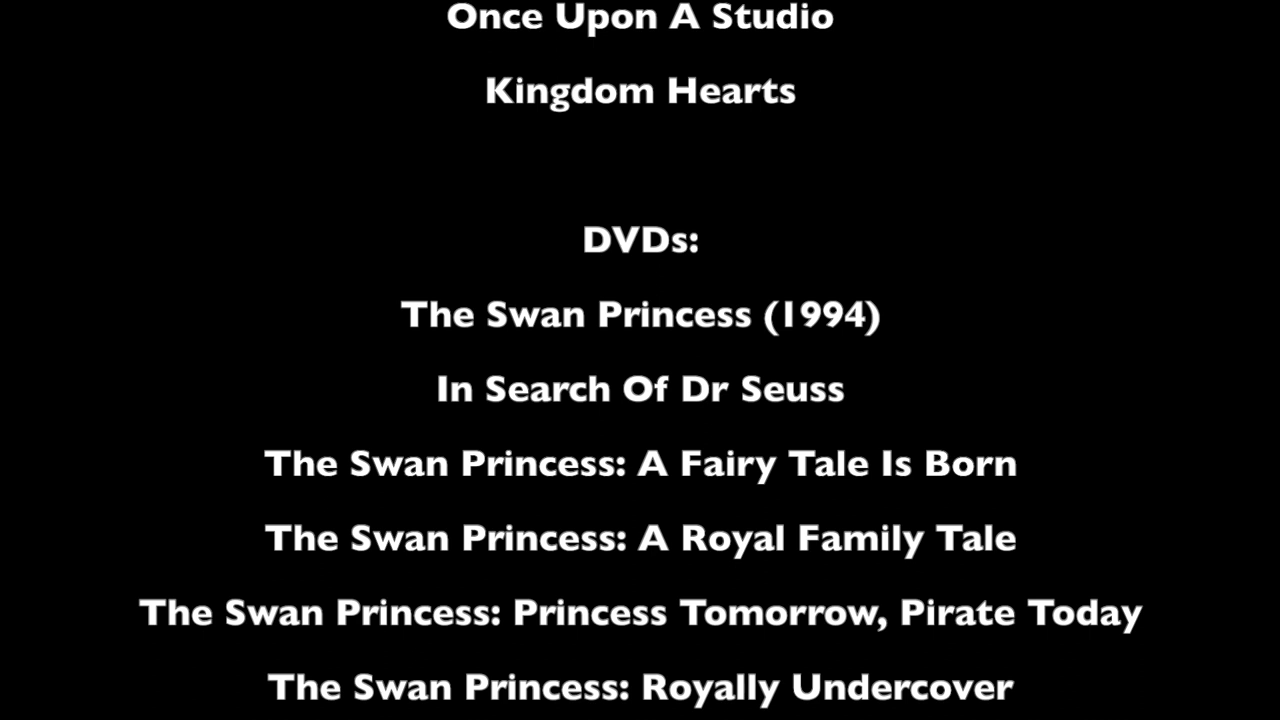 Once Upon A Studio
Kingdom Hearts
DVDs:
The Swan Princess (1994)
In Search Of Dr Seuss
The Swan Princess: A Fairy Tale Is Born
The Swan Princess: A Royal Family Tale
The Swan Princess: Princess Tomorrow, Pirate Today
The Swan Princess: Royally Undercover